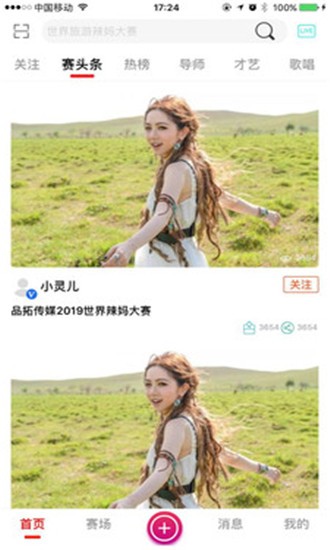 中国移动 17:24 100%
世界旅游辣妈大赛 LIVE
关注 赛头条 热榜 导师 才艺 歌唱
小灵儿 关注
品拓传媒2019世界辣妈大赛
3654 3654
首页 赛场 消息 我的